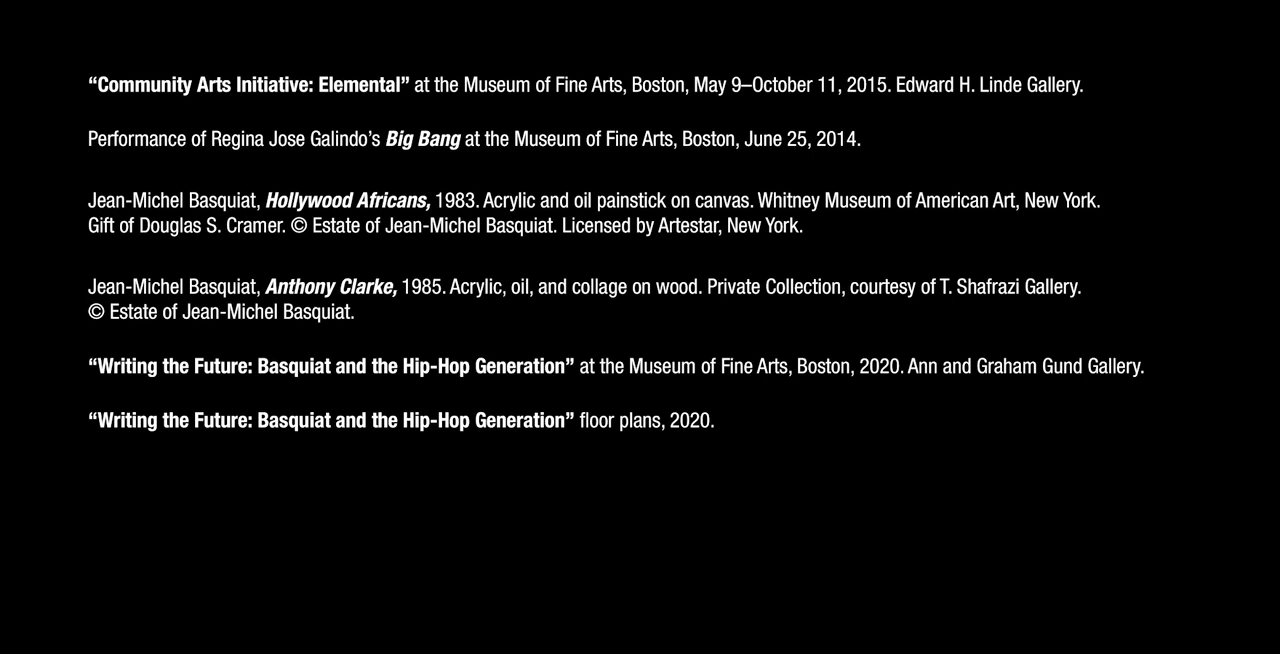 “Community Arts Initiative: Elemental” at the Museum of Fine Arts, Boston, May 9–October 11, 2015. Edward H. Linde Gallery.
Performance of Regina Jose Galindo’s Big Bang at the Museum of Fine Arts, Boston, June 25, 2014.
Jean-Michel Basquiat, Hollywood Africans, 1983. Acrylic and oil painstick on canvas. Whitney Museum of American Art, New York.
Gift of Douglas S. Cramer. © Estate of Jean-Michel Basquiat. Licensed by Artestar, New York.
Jean-Michel Basquiat, Anthony Clarke, 1985. Acrylic, oil, and collage on wood. Private Collection, courtesy of T. Shafrazi Gallery.
© Estate of Jean-Michel Basquiat.
“Writing the Future: Basquiat and the Hip-Hop Generation” at the Museum of Fine Arts, Boston, 2020. Ann and Graham Gund Gallery.
“Writing the Future: Basquiat and the Hip-Hop Generation” floor plans, 2020.